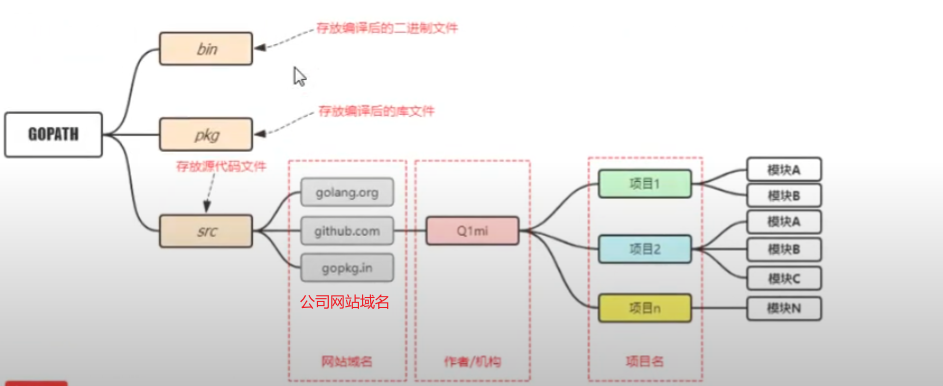 存放编译后的二进制文件
bin
存放编译后的库文件
GOPATH
pkg
存放源代码文件
src
golang.org
github.com
gopkg.in
公司网站域名
网站域名
Q1mi
作者/机构
项目1
项目2
项目n
项目名
模块A
模块B
模块A
模块B
模块C
模块N